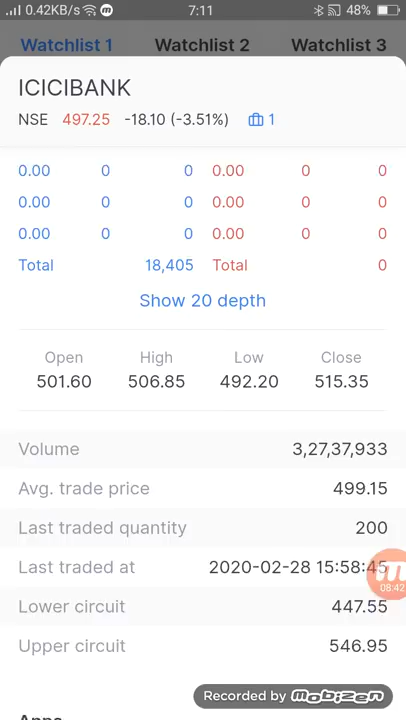 0.42KB/s 7:11 48%
Watchlist 1 Watchlist 2 Watchlist 3
ICICIBANK
NSE 497.25 -18.10 (-3.51%) 1
0.00 0 0 0.00 0 0
0.00 0 0 0.00 0 0
0.00 0 0 0.00 0 0
Total 18,405 Total 0
Show 20 depth
Open High Low Close
501.60 506.85 492.20 515.35
Volume 3,27,37,933
Avg. trade price 499.15
Last traded quantity 200
Last traded at 2020-02-28 15:58:45
08:42
Lower circuit 447.55
Upper circuit 546.95
Recorded by mobizen